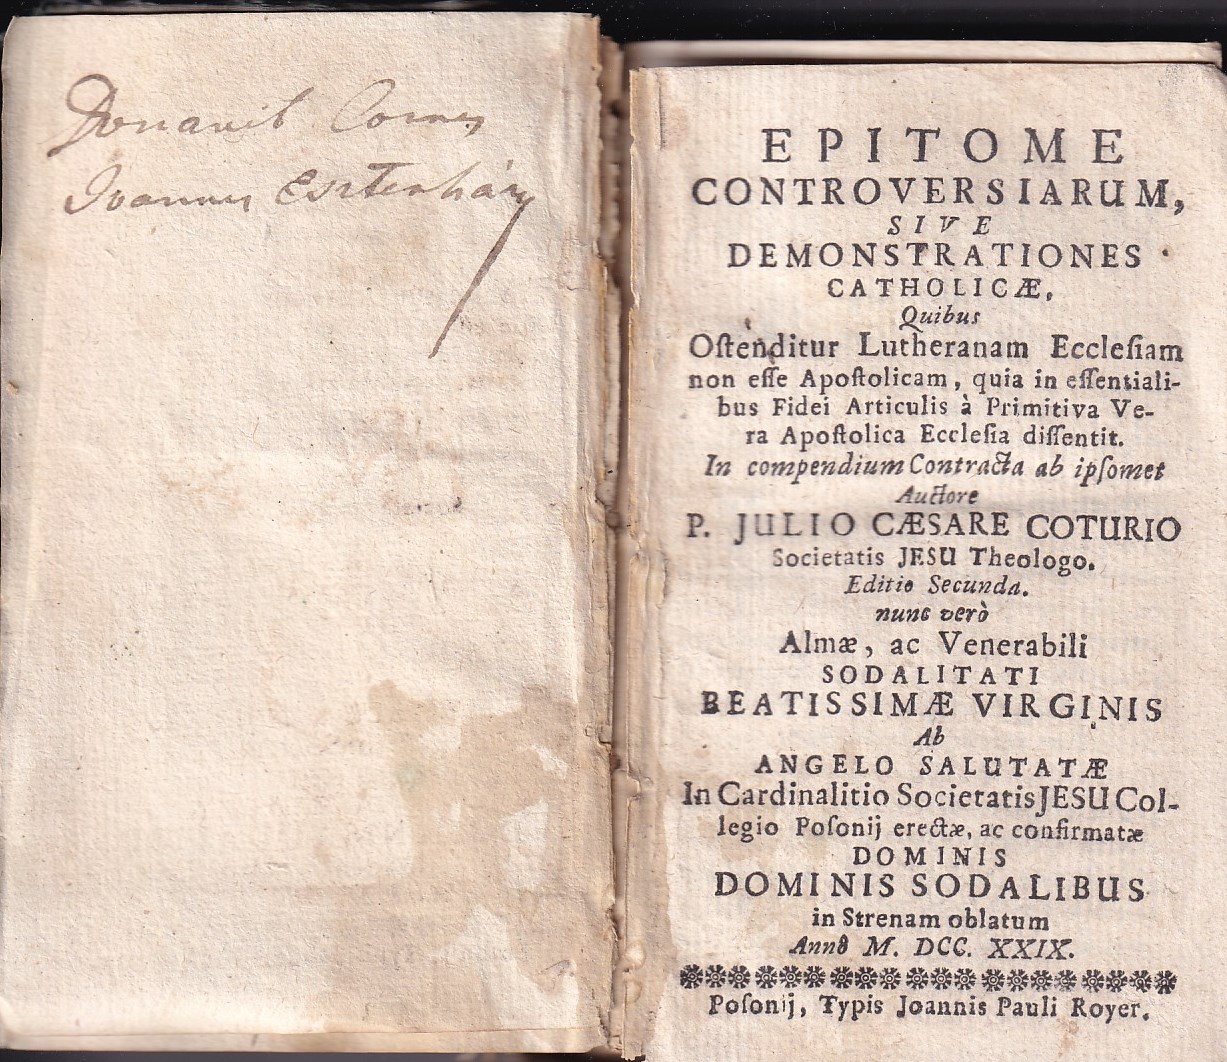 Donavit Comes
Joannes Eszterházy
EPITOME
CONTROVERSIARUM,
SIVE
DEMONSTRATIONES
CATHOLICÆ,
Quibus
Oſtenditur Lutheranam Eccleſiam
non eſſe Apoſtolicam, quia in eſſentiali-
bus Fidei Articulis à Primitiva Ve-
ra Apoſtolica Eccleſia diſſentit.
In compendium Contracta ab ipſomet
Auctore
P. JULIO CÆSARE COTURIO
Societatis JESU Theologo.
Editio Secunda.
nunc verò
Almæ, ac Venerabili
SODALITATI
BEATISSIMÆ VIRGINIS
Ab
ANGELO SALUTATÆ
In Cardinalitio Societatis JESU Col-
legio Poſonij erectæ, ac confirmatæ
DOMINIS
DOMINIS SODALIBUS
in Strenam oblatum
Annô M. DCC. XXIX.
Poſonij, Typis Joannis Pauli Royer.